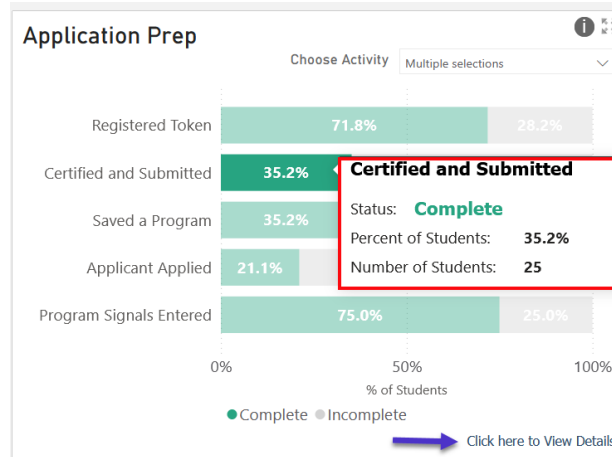 Application Prep
Choose Activity Multiple selections
Registered Token 71.8% 28.2%
Certified and Submitted 35.2%
Saved a Program 35.2%
Applicant Applied 21.1%
Program Signals Entered 75.0% 25.0%
Certified and Submitted
Status: Complete
Percent of Students: 35.2%
Number of Students: 25
0% 50% 100%
% of Students
Complete Incomplete
Click here to View Details